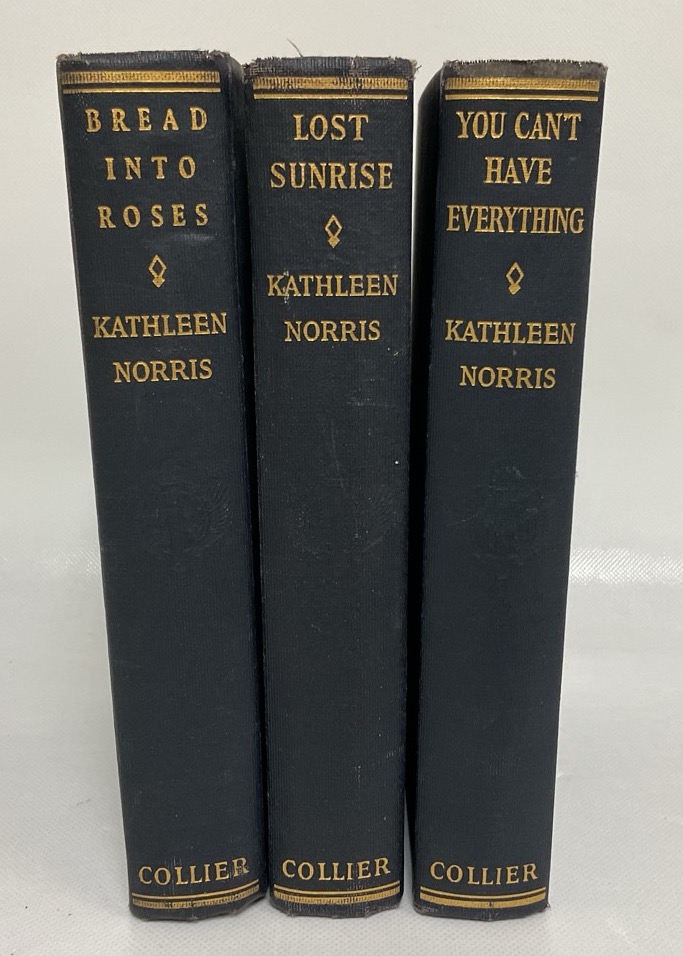 BREAD
INTO
ROSES
KATHLEEN
NORRIS
COLLIER
LOST
SUNRISE
KATHLEEN
NORRIS
COLLIER
YOU CAN'T
HAVE
EVERYTHING
KATHLEEN
NORRIS
COLLIER